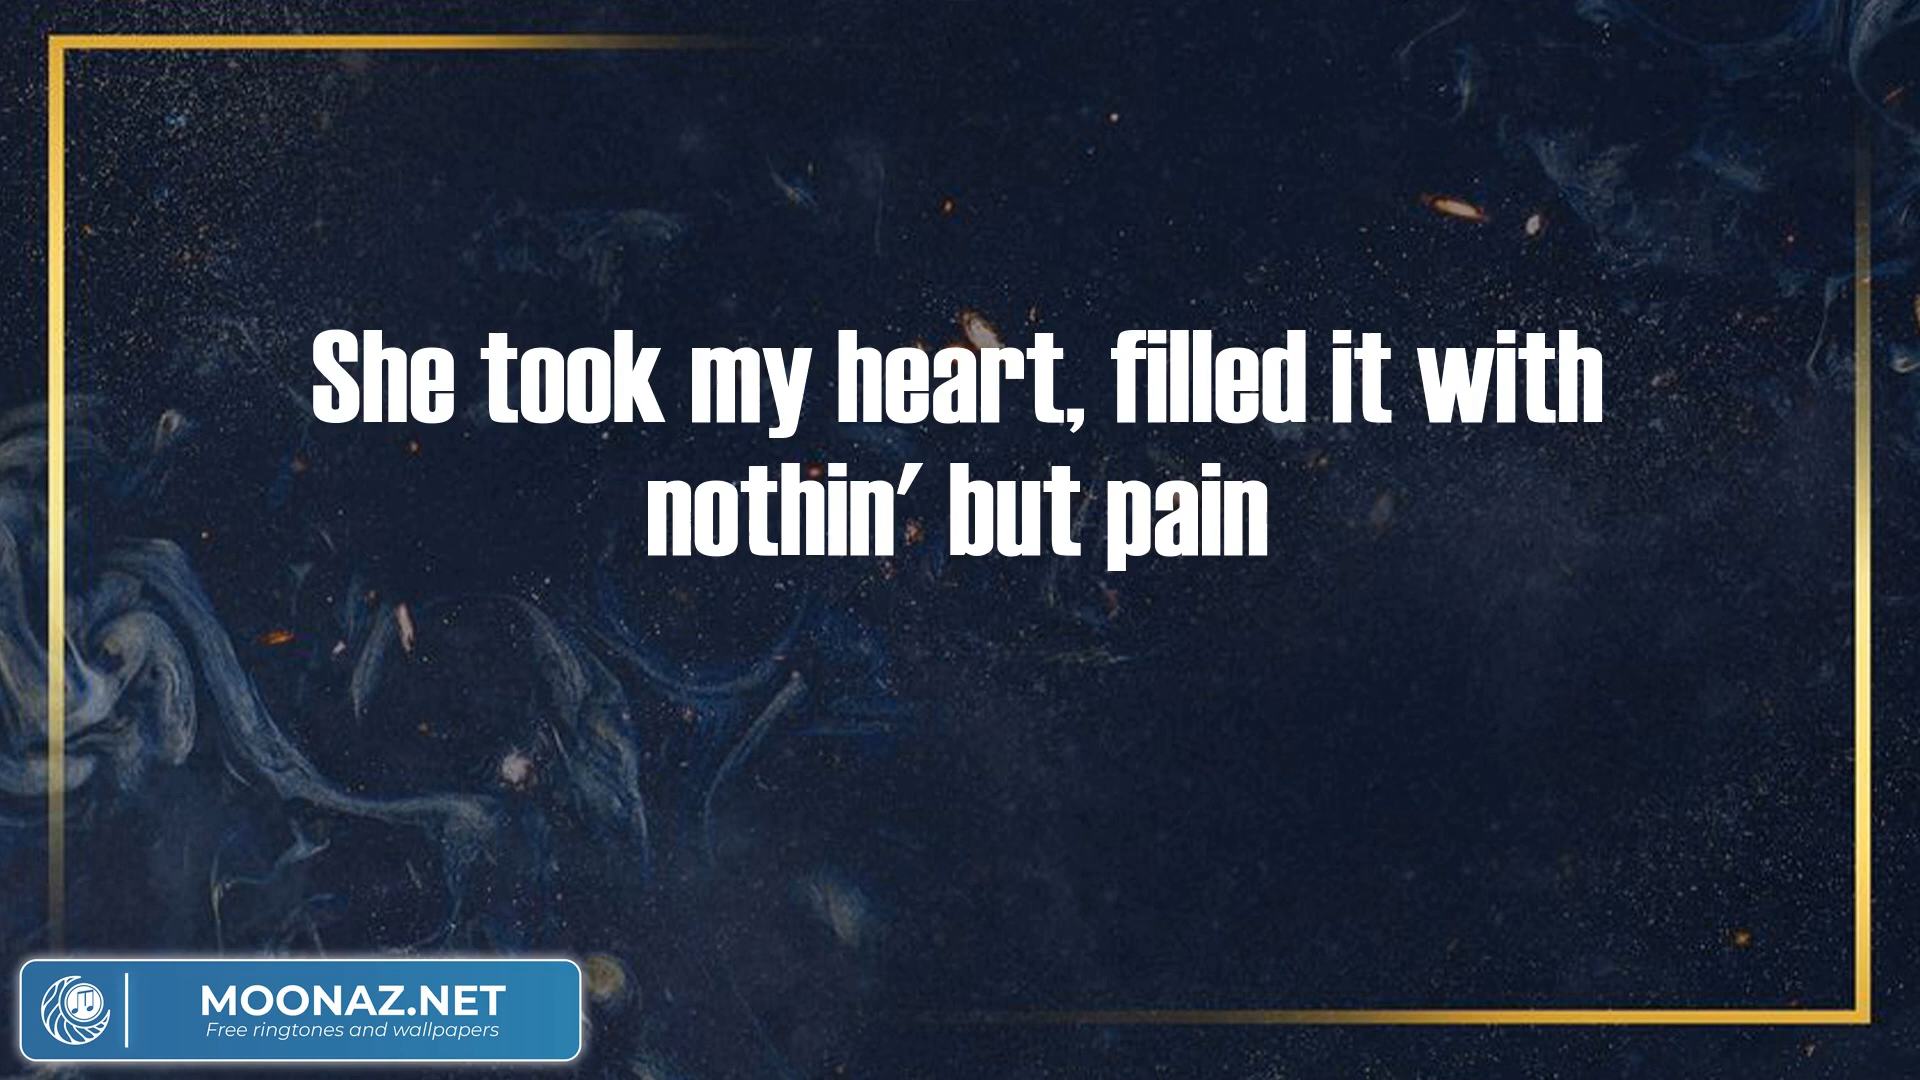 She took my heart, filled it with
nothin' but pain
MOONAZ.NET
Free ringtones and wallpapers